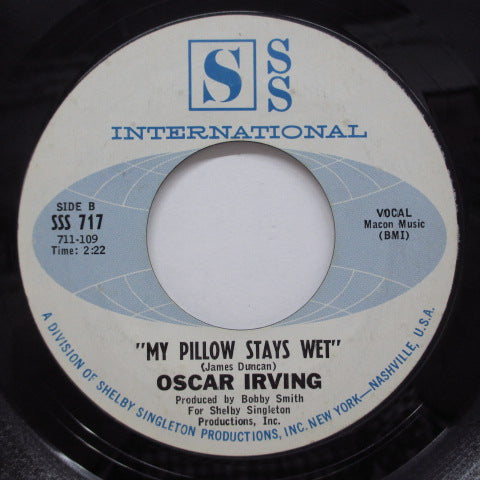 S S
S
S
INTERNATIONAL
SIDE B
SSS 717
711-109
Time: 2:22
VOCAL
Macon Music
(BMI)
"MY PILLOW STAYS WET"
(James Duncan)
OSCAR IRVING
Produced by Bobby Smith
For Shelby Singleton
Productions, Inc.
A DIVISION OF SHELBY SINGLETON PRODUCTIONS, INC. NEW YORK—NASHVILLE, U.S.A.